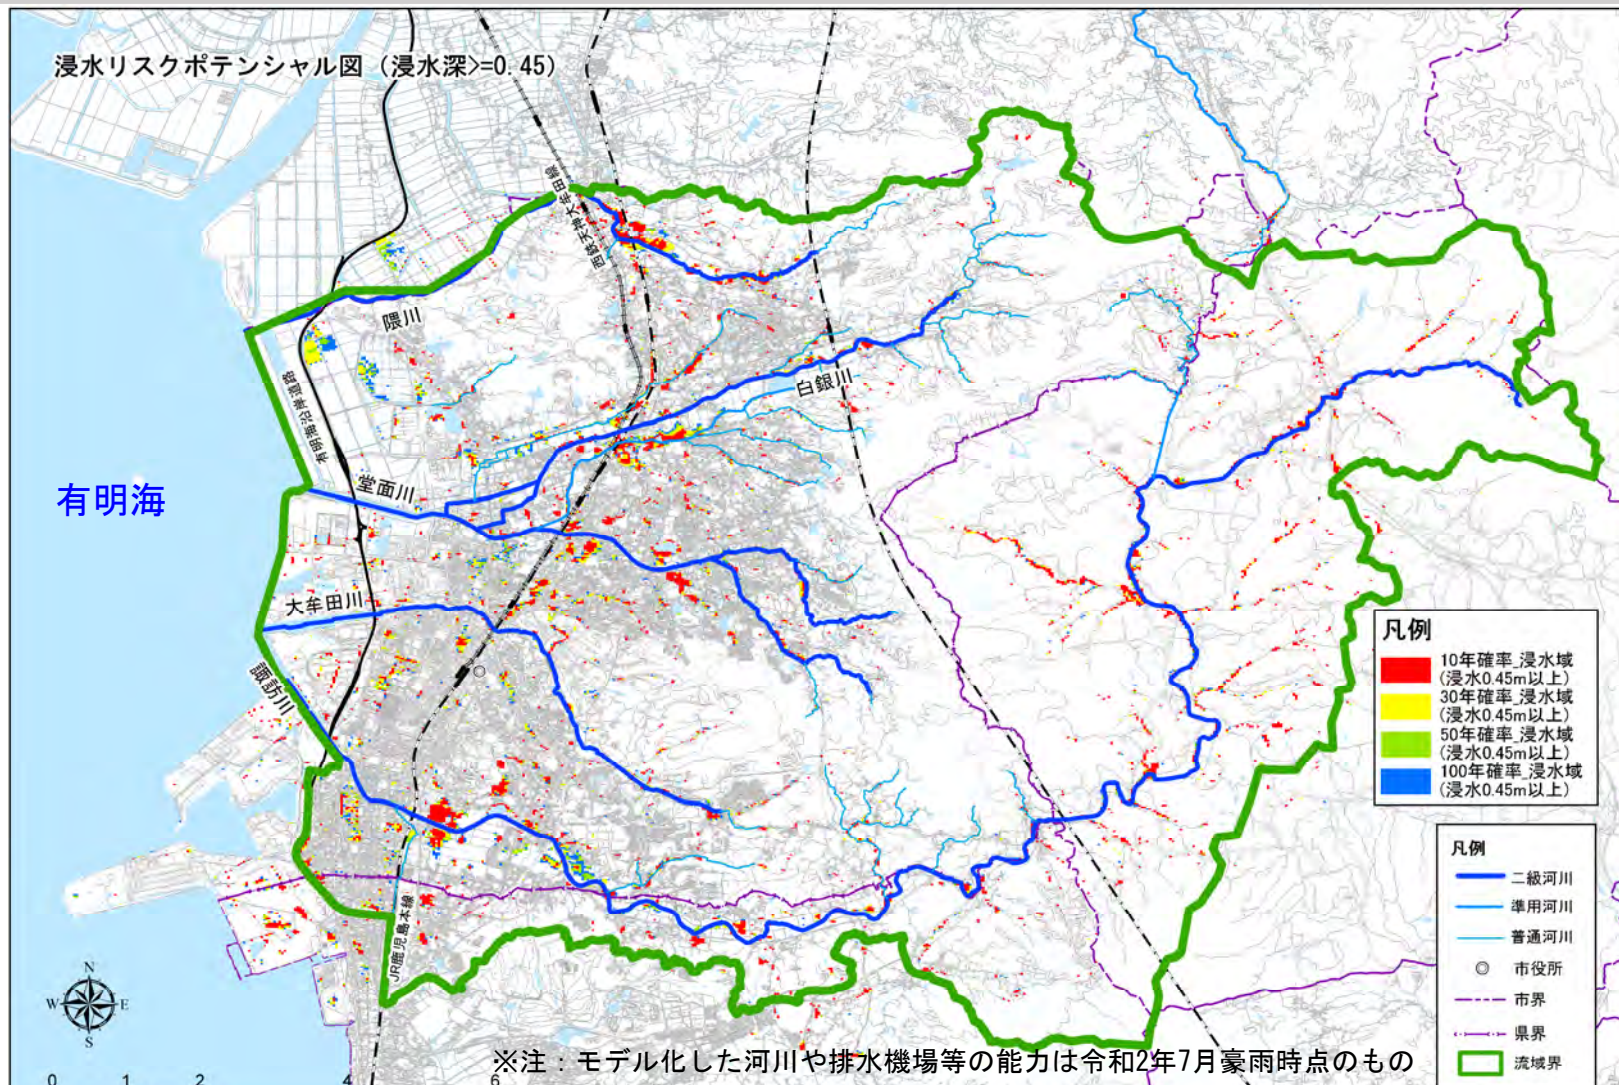 浸水リスクポテンシャル図（浸水深>=0.45）
西鉄天神大牟田線
隈川
有明海沿岸道路
白銀川
堂面川
有明海
大牟田川
諏訪川
JR鹿児島本線
凡例
10年確率_浸水域
(浸水0.45m以上)
30年確率_浸水域
(浸水0.45m以上)
50年確率_浸水域
(浸水0.45m以上)
100年確率_浸水域
(浸水0.45m以上)
凡例
二級河川
準用河川
普通河川
市役所
市界
県界
流域界
N
W
E
S
※注：モデル化した河川や排水機場等の能力は令和2年7月豪雨時点のもの
0 1 2 4 6